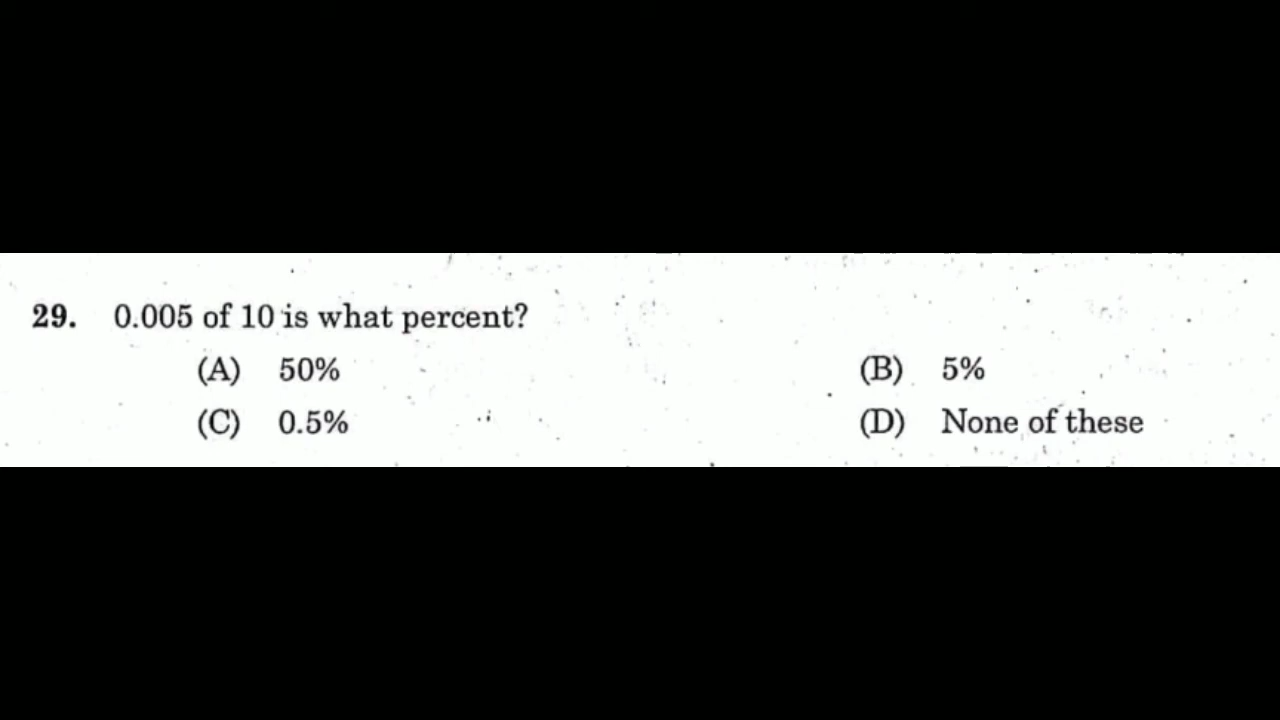 29. 0.005 of 10 is what percent?
(A) 50% (B) 5%
(C) 0.5% (D) None of these